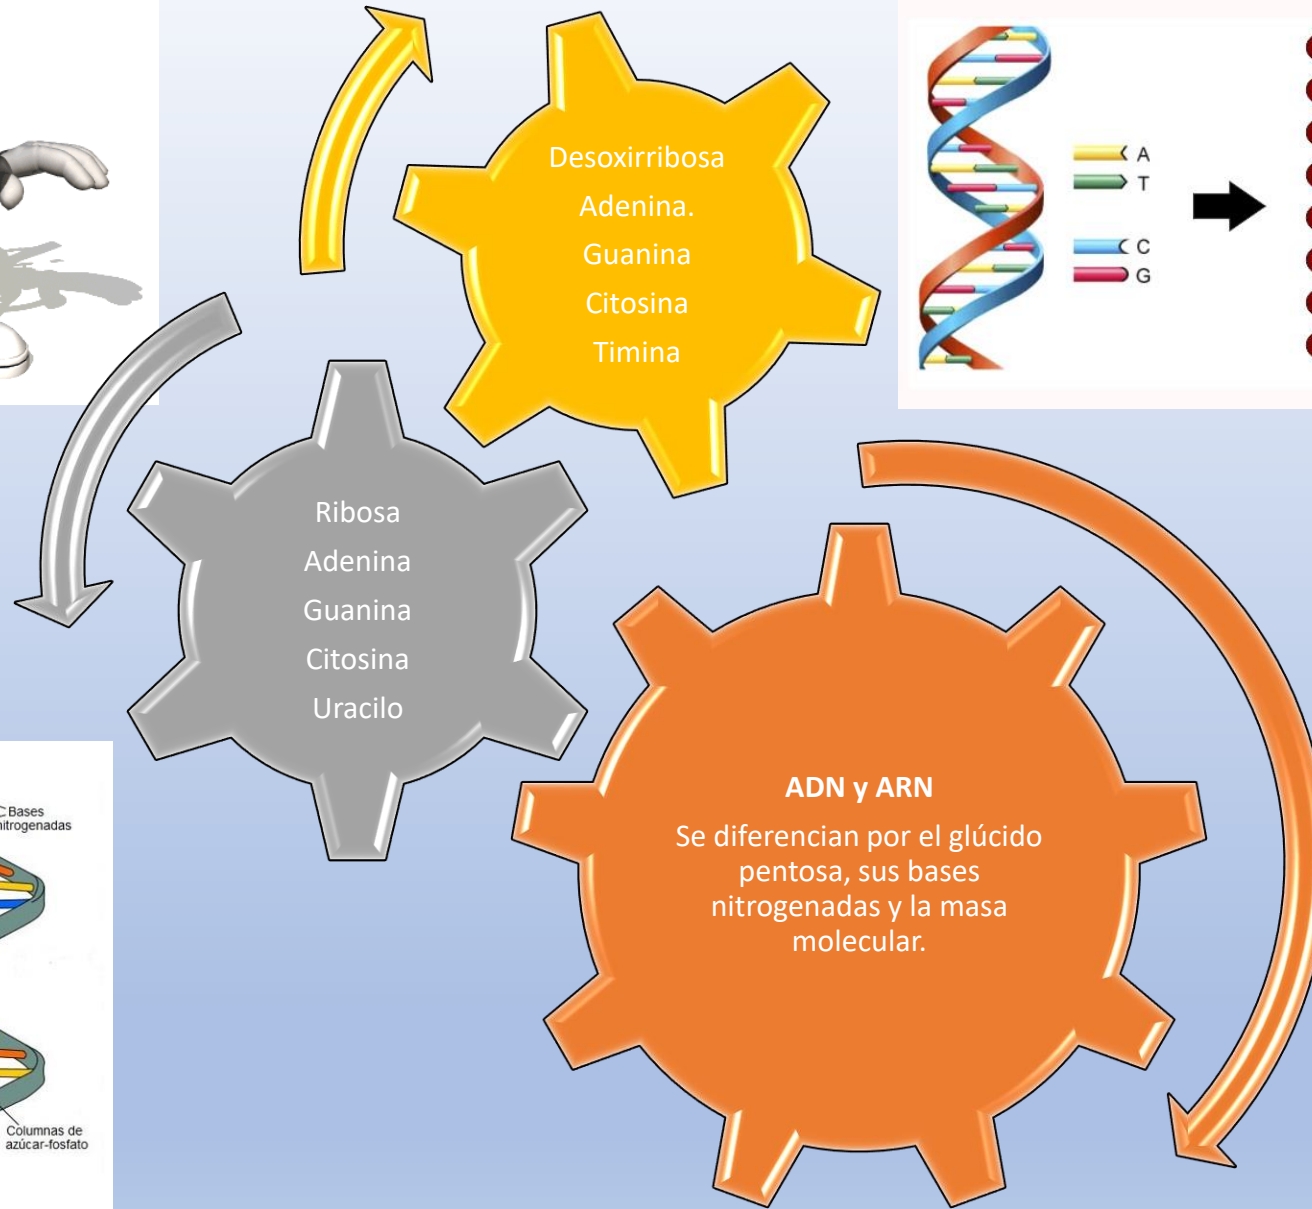 Desoxirribosa
Adenina.
Guanina
Citosina
Timina
A
T
C
G
Ribosa
Adenina
Guanina
Citosina
Uracilo
ADN y ARN
Se diferencian por el glúcido
pentosa, sus bases
nitrogenadas y la masa
molecular.
Bases
nitrogenadas
Columnas de
azúcar-fosfato